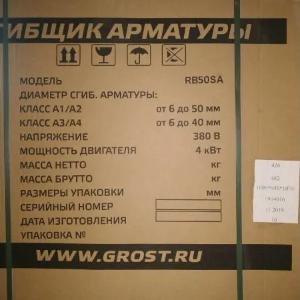 ГИБЩИК АРМАТУРЫ
МОДЕЛЬ RB50SA
ДИАМЕТР СГИБ. АРМАТУРЫ:
КЛАСС А1/А2 от 6 до 50 мм
КЛАСС А3/А4 от 6 до 40 мм
НАПРЯЖЕНИЕ 380 В
МОЩНОСТЬ ДВИГАТЕЛЯ 4 кВт
МАССА НЕТТО кг
МАССА БРУТТО кг
РАЗМЕРЫ УПАКОВКИ мм
СЕРИЙНЫЙ НОМЕР
ДАТА ИЗГОТОВЛЕНИЯ
УПАКОВКА №
WWW.GROST.RU